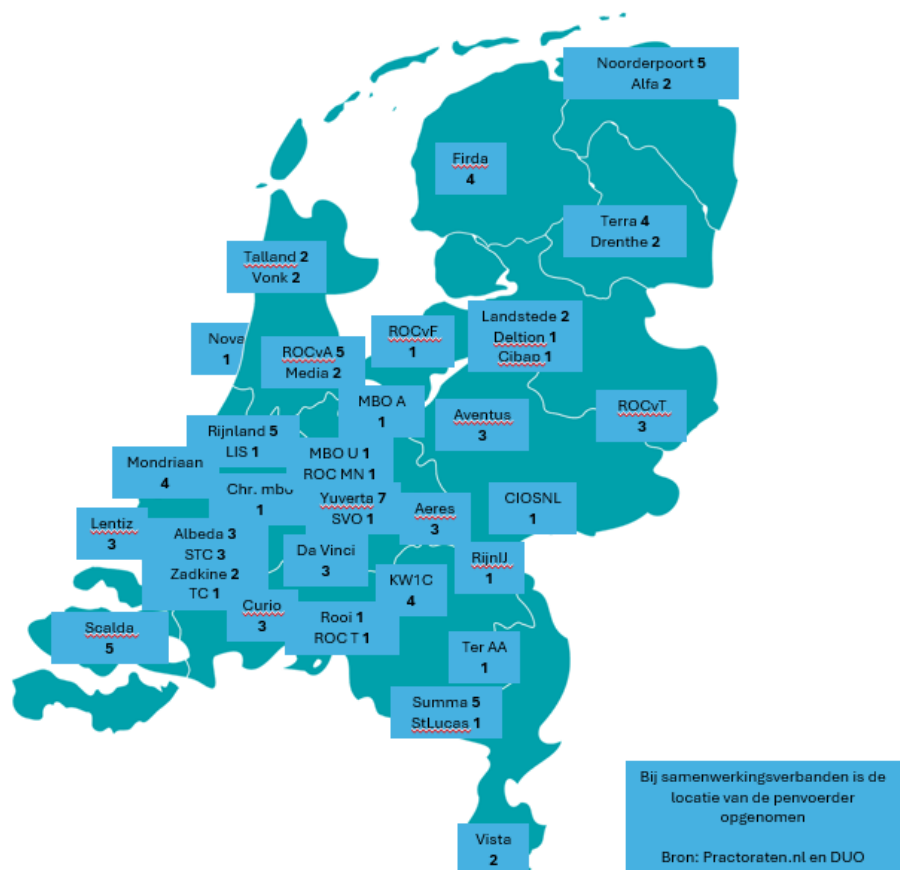 Noorderpoort 5
Alfa 2
Firda
4
Terra 4
Drenthe 2
Talland 2
Vonk 2
Landstede 2
Deltion 1
Cibap 1
ROCvF
1
Nova
1
ROCvA 5
Media 2
MBO A
1
Aventus
3
ROCvT
3
Rijnland 5
LIS 1
MBO U 1
ROC MN 1
Mondriaan
4
Chr. mbo
1
Yuverta 7
SVO 1
Aeres
3
CIOSNL
1
Lentiz
3
Albeda 3
STC 3
Zadkine 2
TC 1
Da Vinci
3
RijnIJ
1
KW1C
4
Curio
3
Rooi 1
ROC T 1
Scalda
5
Ter AA
1
Summa 5
StLucas 1
Vista
2
Bij samenwerkingsverbanden is de
locatie van de penvoerder
opgenomen
Bron: Practoraten.nl en DUO